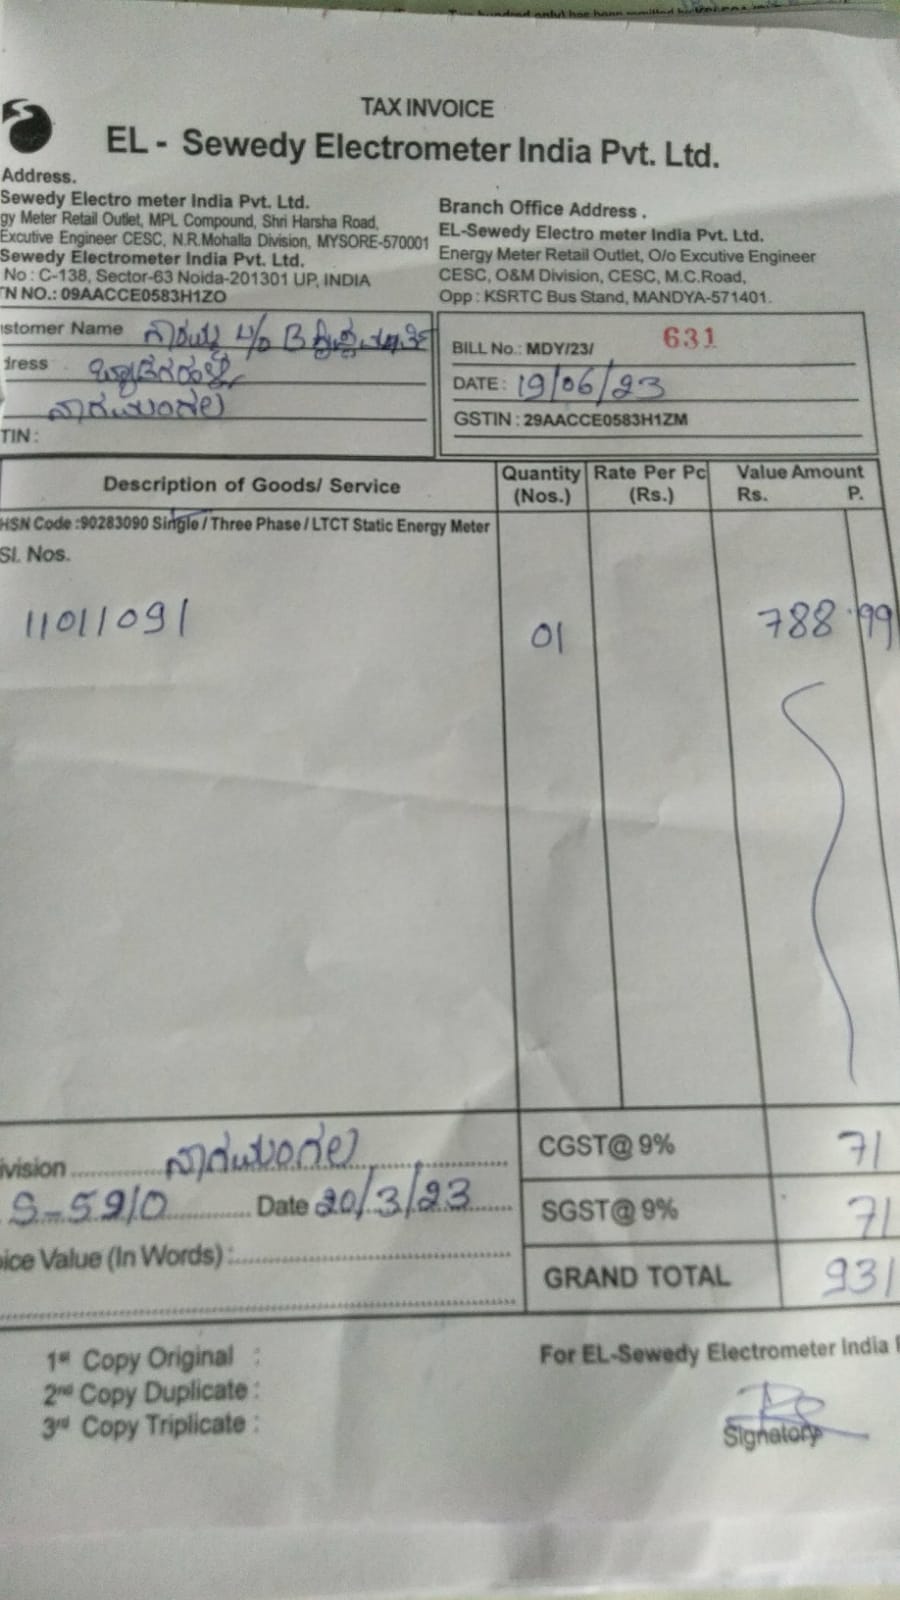 TAX INVOICE
EL - Sewedy Electrometer India Pvt. Ltd.
Address.
Sewedy Electro meter India Pvt. Ltd.
gy Meter Retail Outlet, MPL Compound, Shri Harsha Road,
Excutive Engineer CESC, N.R.Mohalla Division, MYSORE-570001
Sewedy Electrometer India Pvt. Ltd.
No : C-138, Sector-63 Noida-201301 UP, INDIA
TN NO.: 09AACCE0583H1ZO
Branch Office Address .
EL-Sewedy Electro meter India Pvt. Ltd.
Energy Meter Retail Outlet, O/o Excutive Engineer
CESC, O&M Division, CESC, M.C.Road,
Opp : KSRTC Bus Stand, MANDYA-571401.
stomer Name
dress
ನಾಗಮಂಗಲ
TIN :
BILL No.: MDY/23/ 631
DATE : 19/06/23
GSTIN : 29AACCE0583H1ZM
Description of Goods/ Service
Quantity (Nos.)
Rate Per Pc (Rs.)
Value Amount
Rs. P.
HSN Code :90283090 Single / Three Phase / LTCT Static Energy Meter
Sl. Nos.
11011091 01 788.99
ivision �ನಾಗಮಂಗಲ
S-5910 Date 20/3/23
oice Value (In Words) :
CGST@ 9% 71
SGST@ 9% 71
GRAND TOTAL 931
1st Copy Original :
2nd Copy Duplicate :
3rd Copy Triplicate :
For EL-Sewedy Electrometer India
Signatory